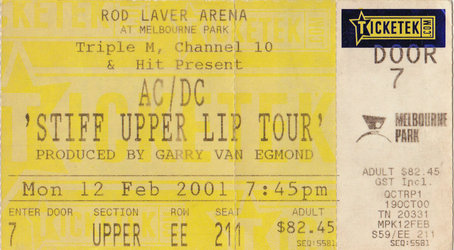 ROD LAVER ARENA
AT MELBOURNE PARK
Triple M, Channel 10
& Hit Present
AC/DC
'STIFF UPPER LIP TOUR'
PRODUCED BY GARRY VAN EGMOND
Mon 12 Feb 2001 7:45pm
ENTER DOOR SECTION ROW SEAT ADULT
7 UPPER EE 211 $82.45
SEQ:5581
TICKETEK.COM
DOOR
7
MELBOURNE
PARK
ADULT $82.45
GST Incl.
QCTRP1
19OCT00
TN 20331
MPK12FEB
S59/EE 211
SEQ:5581
TICKETEK